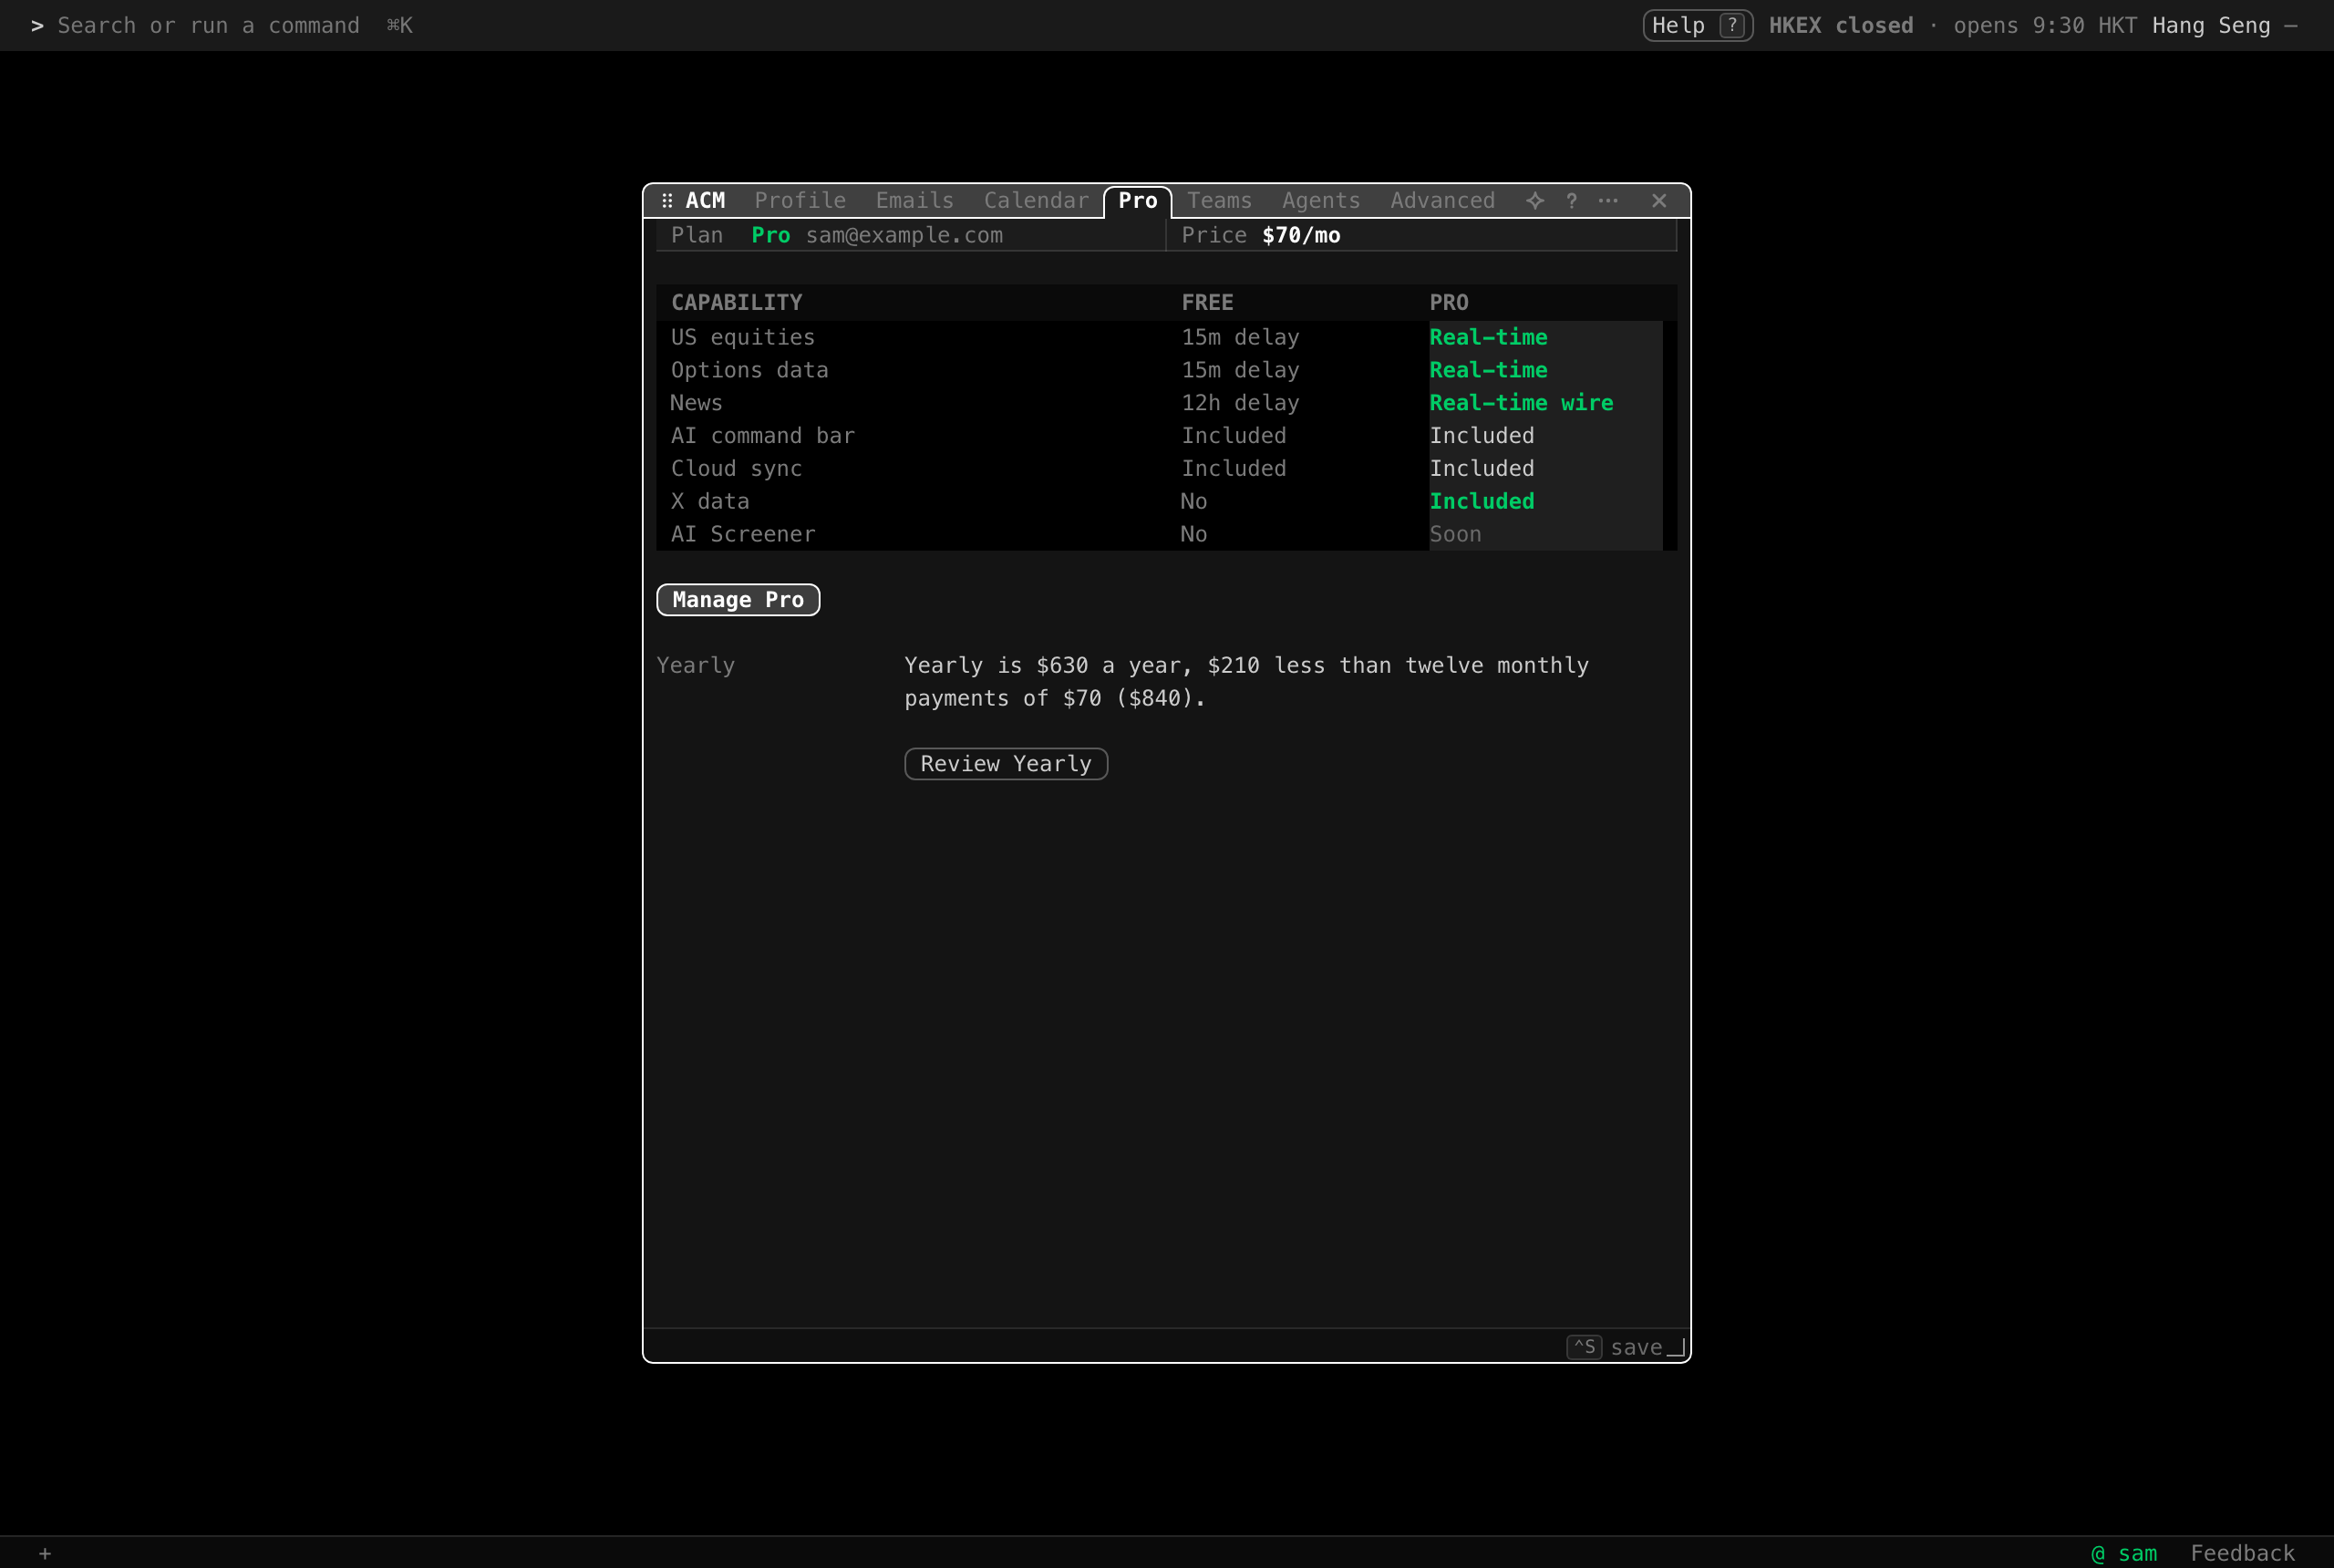 > Search or run a command ⌘K
Help ? HKEX closed · opens 9:30 HKT Hang Seng —
ACM Profile Emails Calendar Pro Teams Agents Advanced ? ···
Plan Pro sam@example.com Price $70/mo
CAPABILITY FREE PRO
US equities 15m delay Real-time
Options data 15m delay Real-time
News 12h delay Real-time wire
AI command bar Included Included
Cloud sync Included Included
X data No Included
AI Screener No Soon
Manage Pro
Yearly Yearly is $630 a year, $210 less than twelve monthly
payments of $70 ($840).
Review Yearly
^S save
+ @ sam Feedback